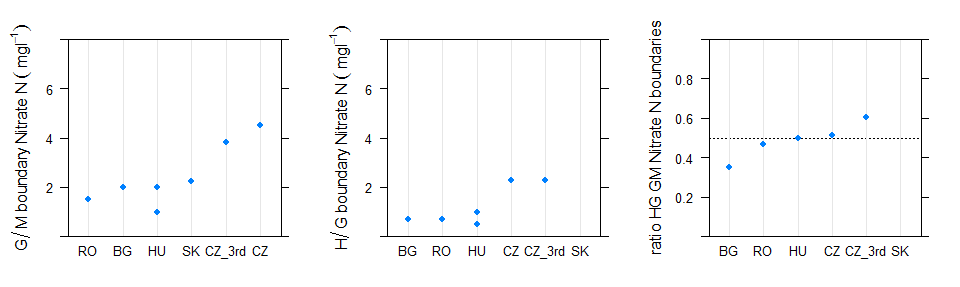 G/M boundary Nitrate N ( mgl⁻¹)
6
4
2
RO BG HU SK CZ_3rd CZ
H/G boundary Nitrate N ( mgl⁻¹)
6
4
2
BG RO HU CZ CZ_3rd SK
ratio HG GM Nitrate N boundaries
0.8
0.6
0.4
0.2
BG RO HU CZ CZ_3rd SK